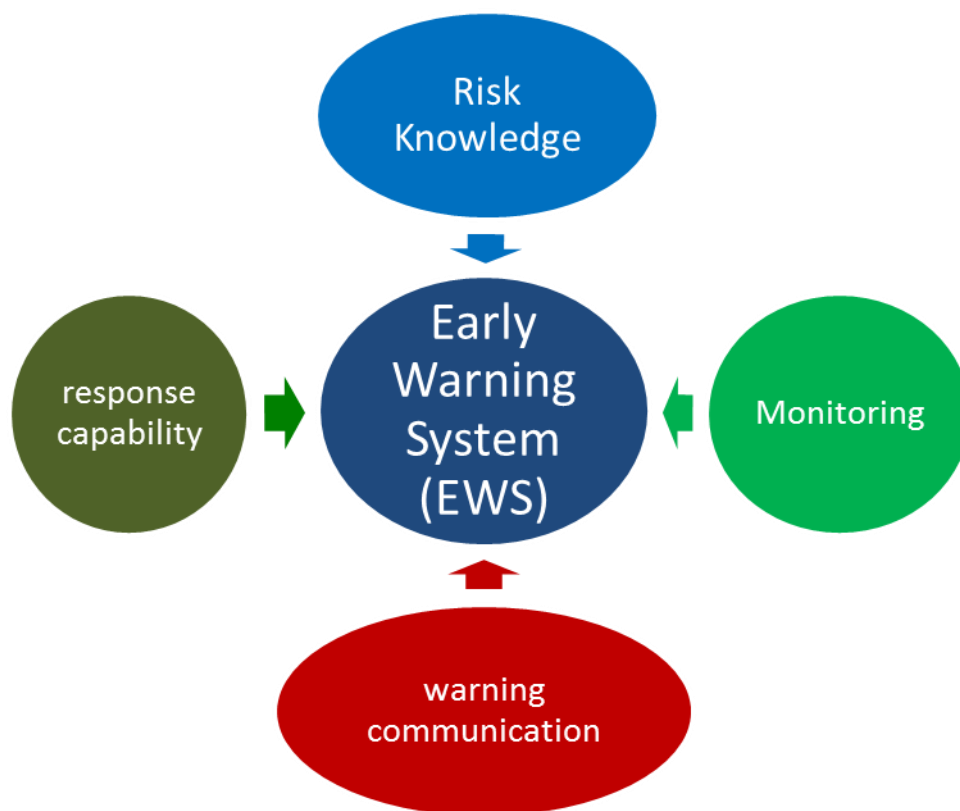 Risk
Knowledge
Early
Warning
System
(EWS)
response
capability
Monitoring
warning
communication